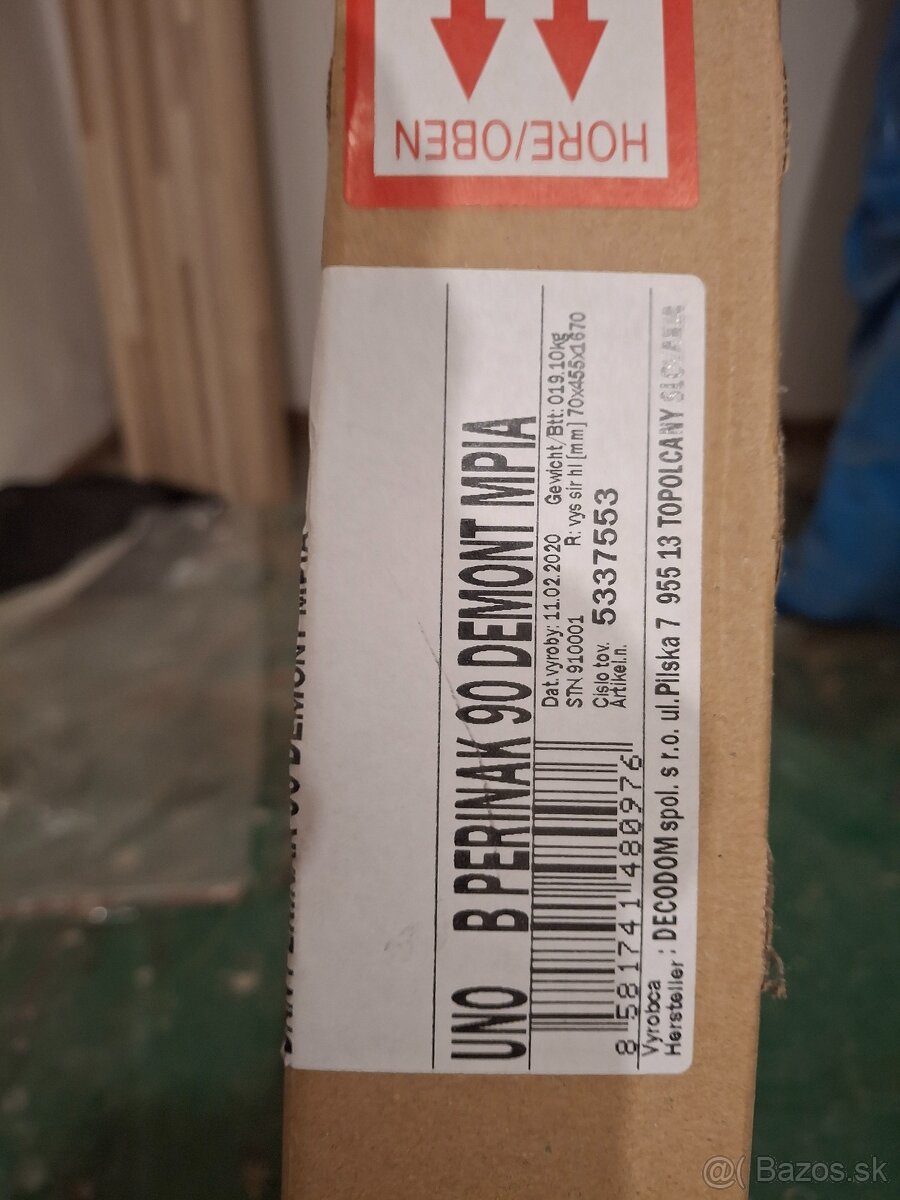 HORE/OBEN
UNO B PERINAK 90 DEMONT MPIA
Dat.vyroby: 11.02.2020 Gewicht/Btt: 019.10kg
STN 910001 R: vys sir hl [mm] 70x455x1670
Cislo tov. 5337553
Artikel.n.
8 581741 480976
Vyrobca
Hersteller : DECODOM spol. s r.o. ul.Pilska 7 955 13 TOPOLCANY
DEMONT MPIA
@( Bazos.sk